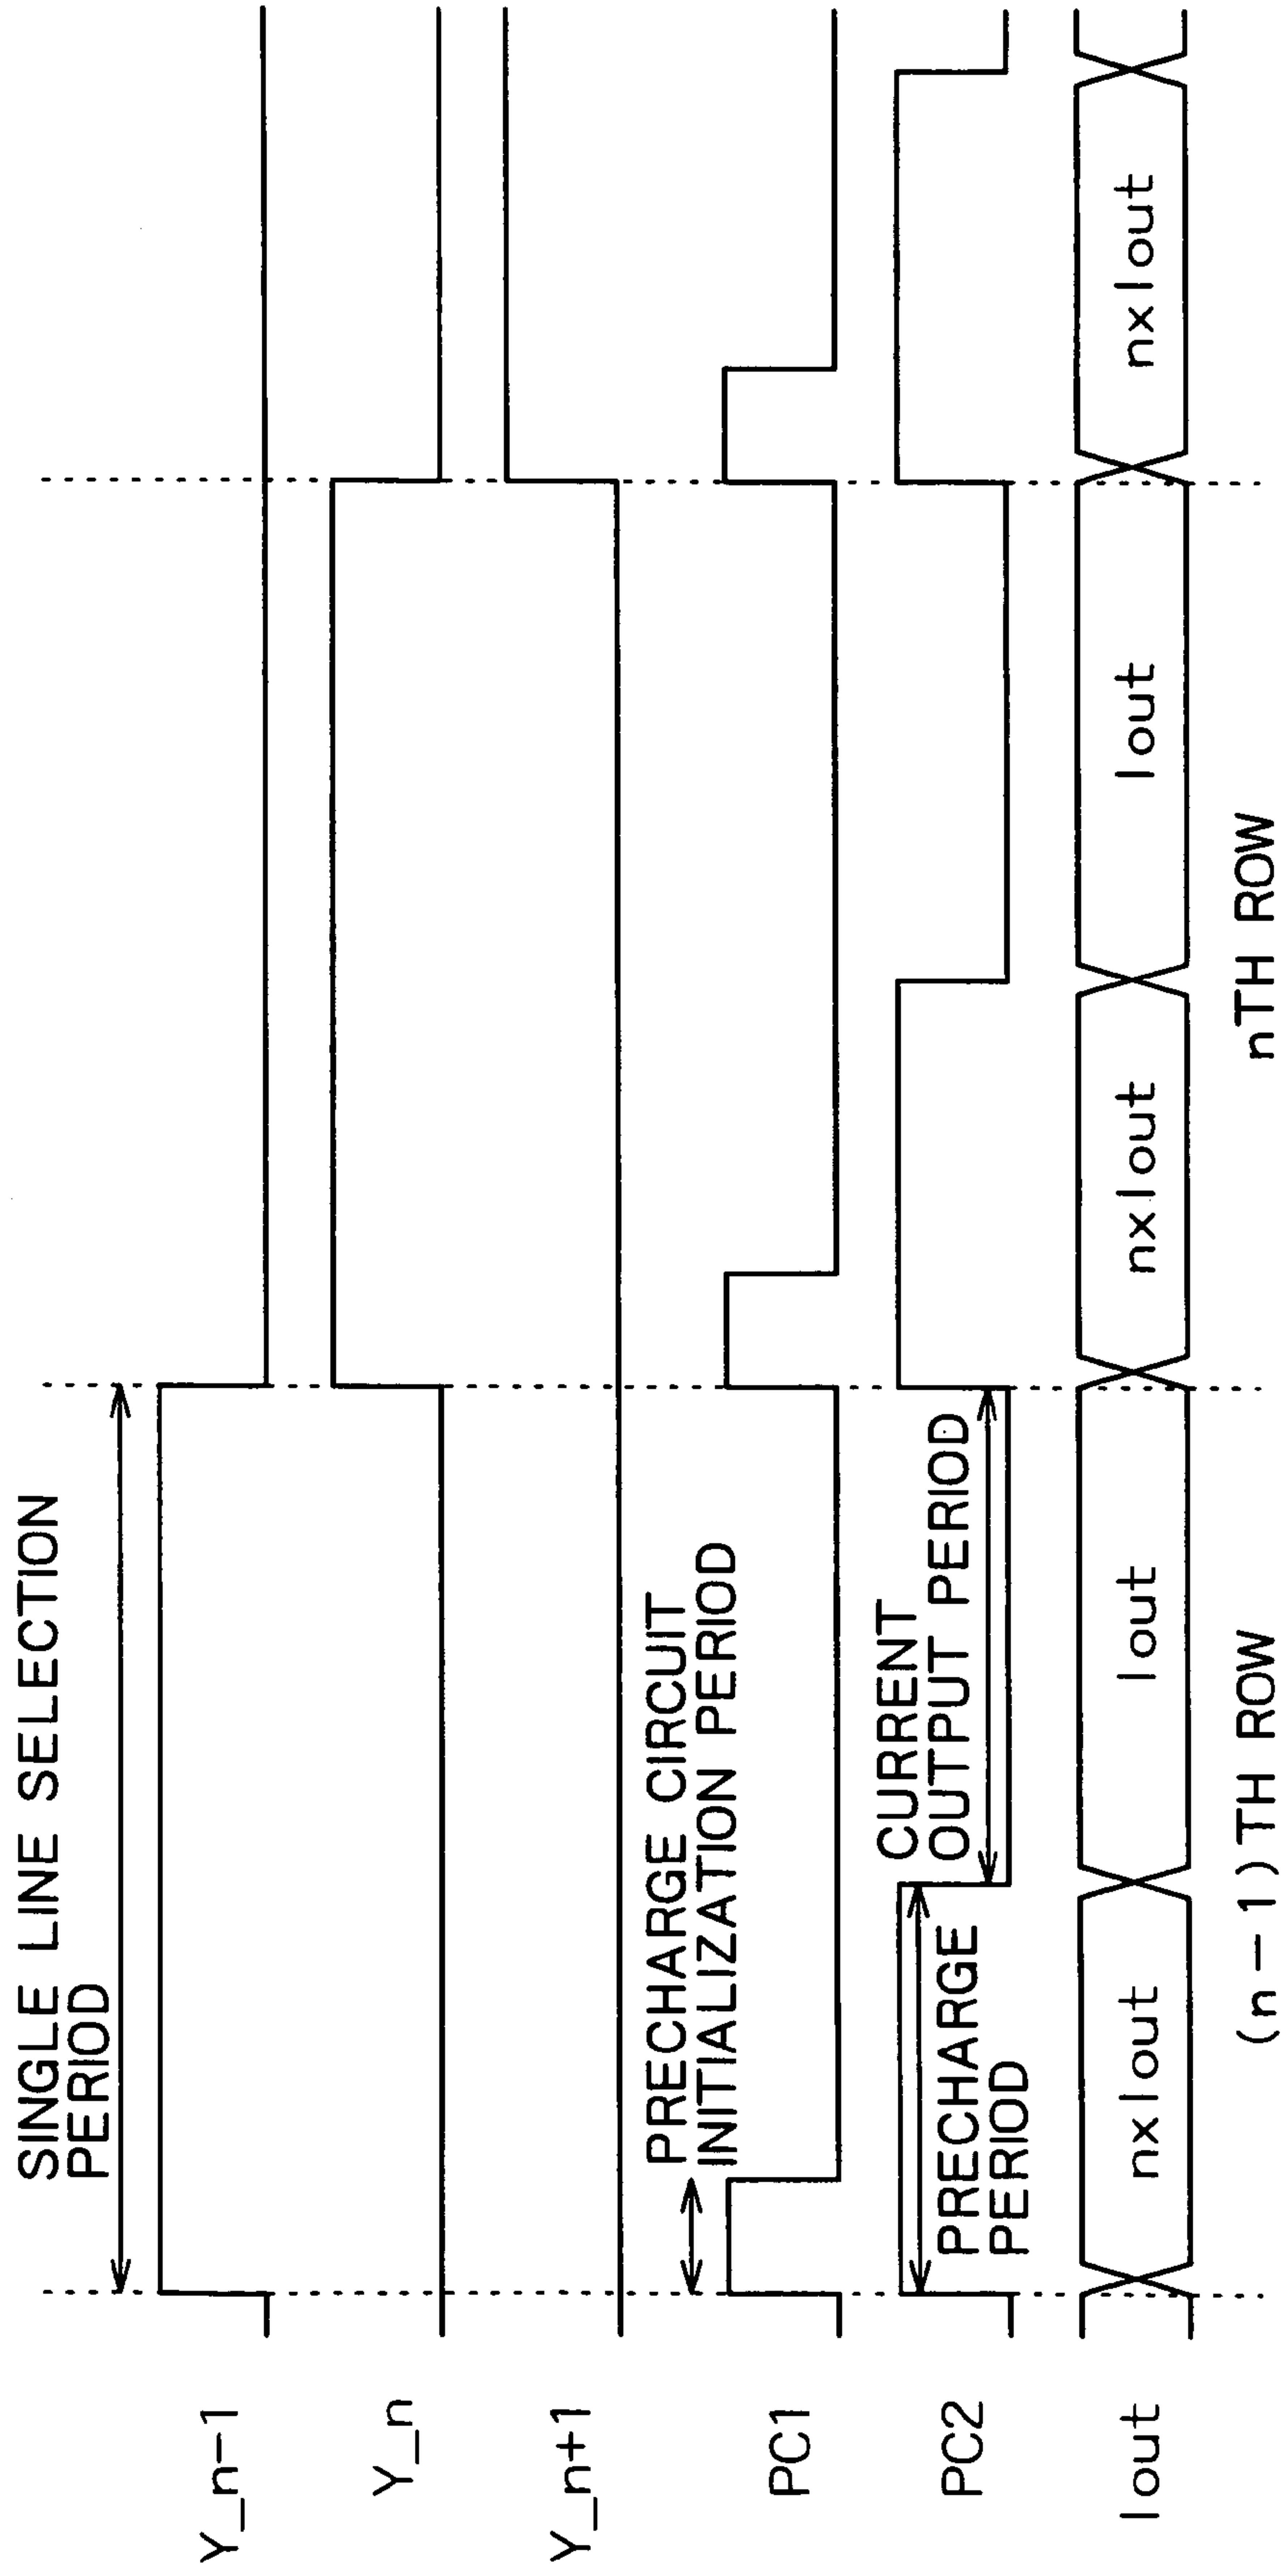 SINGLE LINE SELECTION
PERIOD
Y_n-1
Y_n
Y_n+1
PRECHARGE CIRCUIT
INITIALIZATION PERIOD
PC1
CURRENT
OUTPUT PERIOD
PRECHARGE
PERIOD
PC2
Iout
nxIout
Iout
nxIout
Iout
nxIout
(n-1)TH ROW
nTH ROW